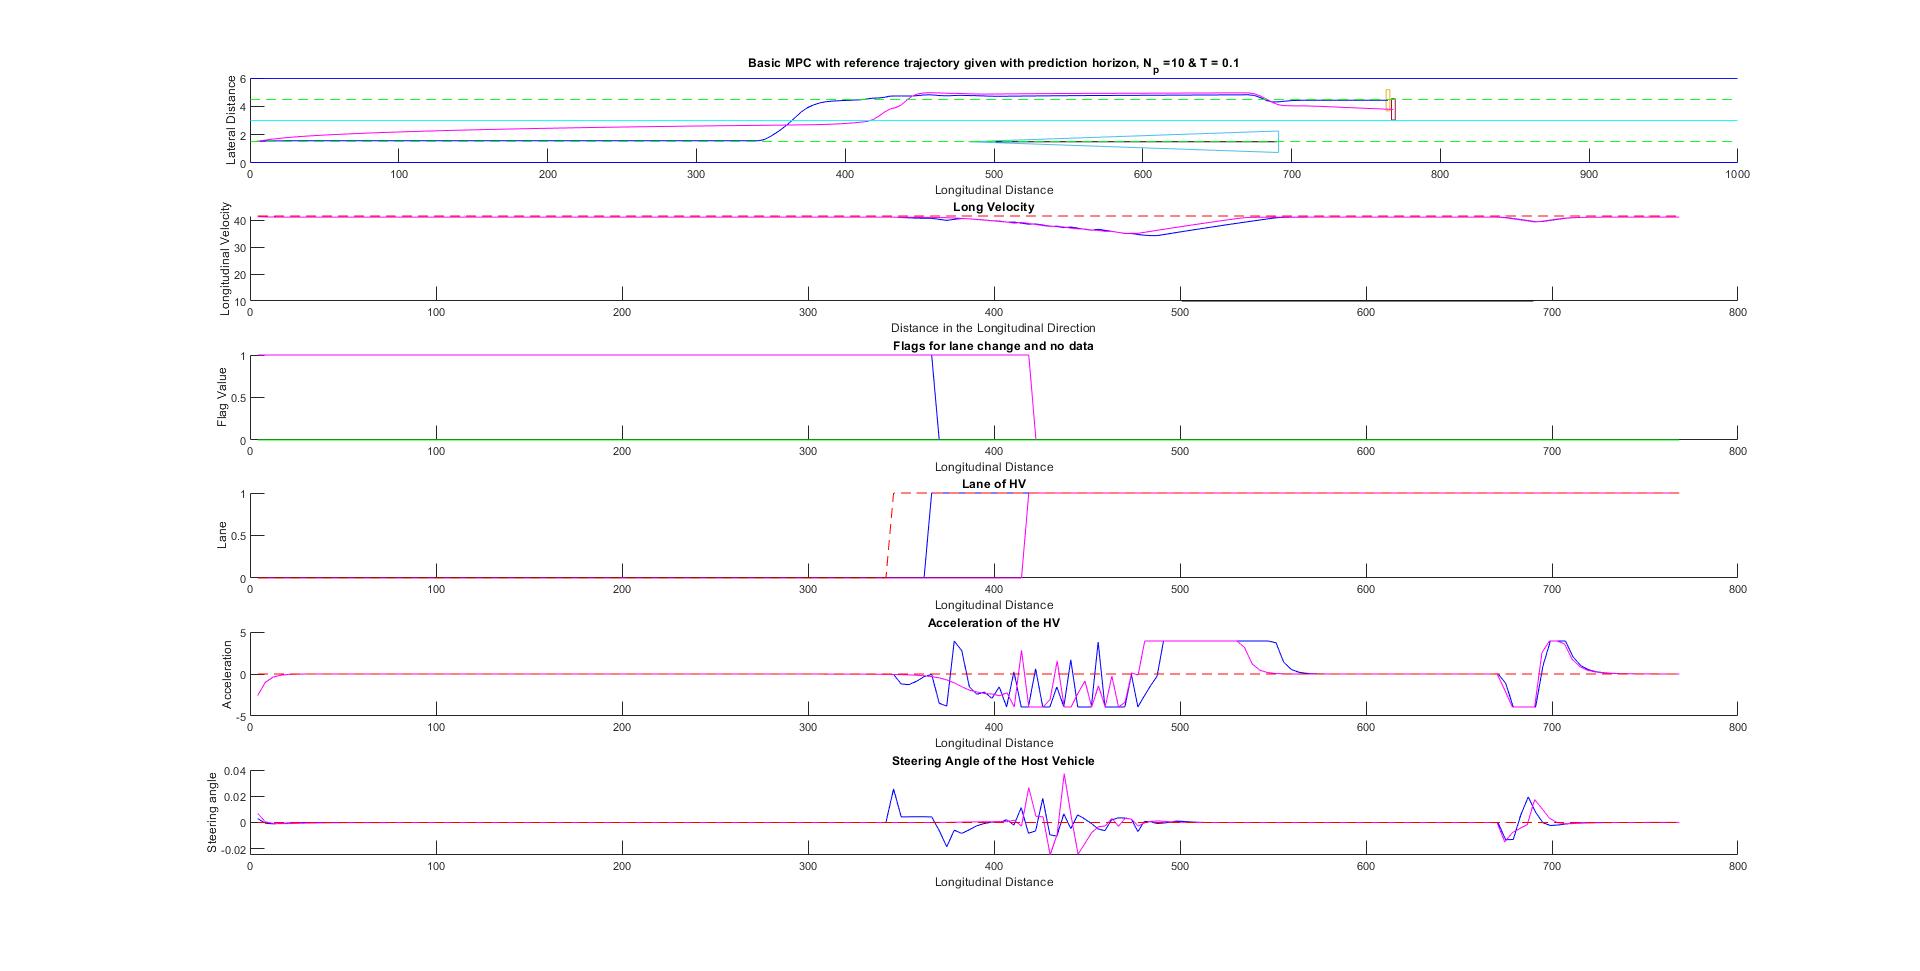 Basic MPC with reference trajectory given with prediction horizon, Np =10 & T = 0.1
Lateral Distance
6
4
2
0
0 100 200 300 400 500 600 700 800 900 1000
Longitudinal Distance
Long Velocity
Longitudinal Velocity
40
30
20
10
0 100 200 300 400 500 600 700 800
Distance in the Longitudinal Direction
Flags for lane change and no data
Flag Value
1
0.5
0
0 100 200 300 400 500 600 700 800
Longitudinal Distance
Lane of HV
Lane
1
0.5
0
0 100 200 300 400 500 600 700 800
Longitudinal Distance
Acceleration of the HV
Acceleration
5
0
-5
0 100 200 300 400 500 600 700 800
Longitudinal Distance
Steering Angle of the Host Vehicle
Steering angle
0.04
0.02
0
-0.02
0 100 200 300 400 500 600 700 800
Longitudinal Distance